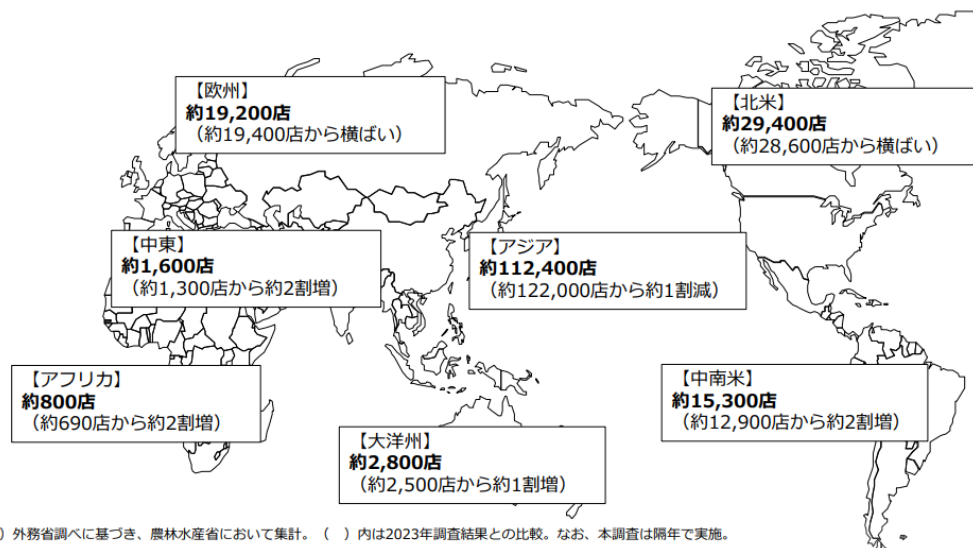 【欧州】
約19,200店
（約19,400店から横ばい）
【北米】
約29,400店
（約28,600店から横ばい）
【中東】
約1,600店
（約1,300店から約2割増）
【アジア】
約112,400店
（約122,000店から約1割減）
【アフリカ】
約800店
（約690店から約2割増）
【中南米】
約15,300店
（約12,900店から約2割増）
【大洋州】
約2,800店
（約2,500店から約1割増）
）外務省調べに基づき、農林水産省において集計。（　）内は2023年調査結果との比較。なお、本調査は隔年で実施。